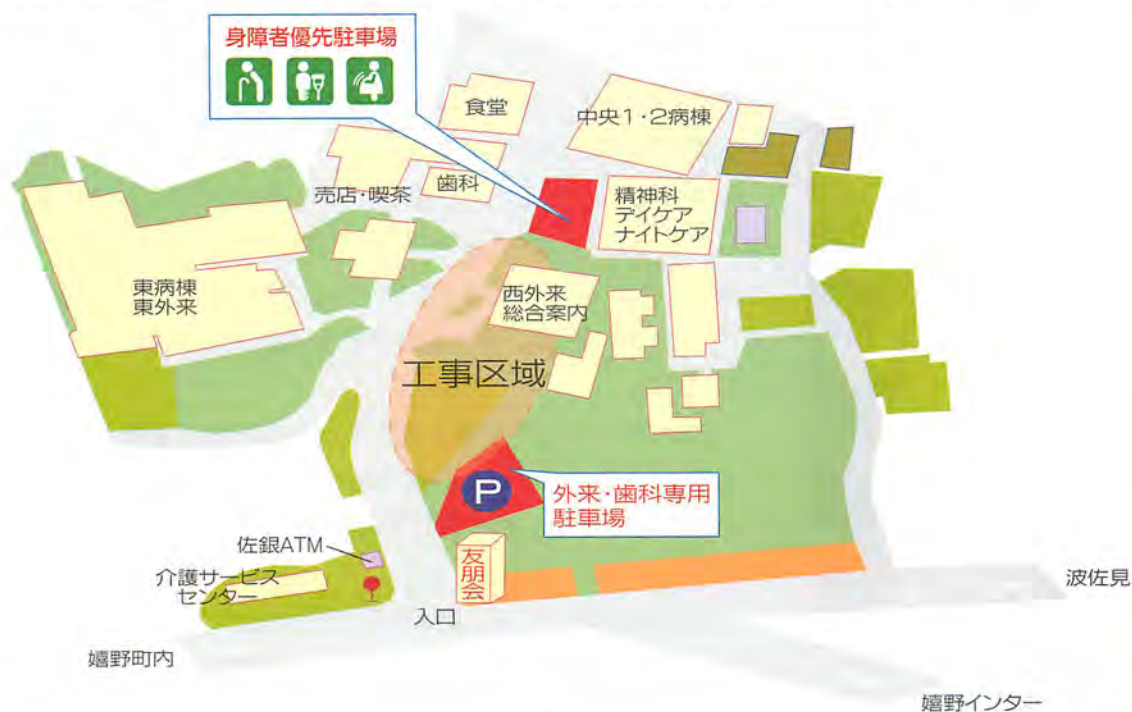 身障者優先駐車場
食堂
中央1・2病棟
歯科
売店・喫茶
精神科
デイケア
ナイトケア
東病棟
東外来
西外来
総合案内
工事区域
P
外来・歯科専用
駐車場
佐銀ATM
友朋会
介護サービス
センター
入口
波佐見
嬉野町内
嬉野インター